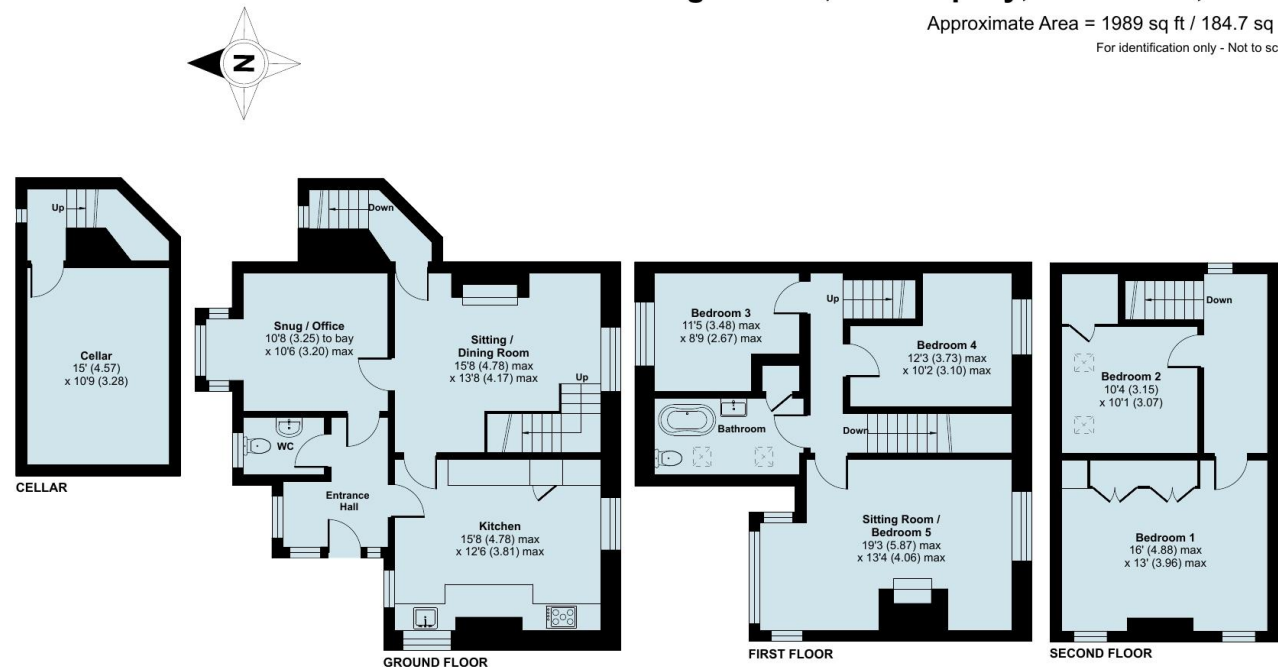 Approximate Area = 1989 sq ft / 184.7 sq
For identification only - Not to sc
N
Up
Cellar
15' (4.57)
x 10'9 (3.28)
CELLAR
Down
Snug / Office
10'8 (3.25) to bay
x 10'6 (3.20) max
Sitting /
Dining Room
15'8 (4.78) max
x 13'8 (4.17) max
Up
WC
Entrance
Hall
Kitchen
15'8 (4.78) max
x 12'6 (3.81) max
GROUND FLOOR
Bedroom 3
11'5 (3.48) max
x 8'9 (2.67) max
Up
Bedroom 4
12'3 (3.73) max
x 10'2 (3.10) max
Bathroom
Down
Sitting Room /
Bedroom 5
19'3 (5.87) max
x 13'4 (4.06) max
FIRST FLOOR
Down
Bedroom 2
10'4 (3.15)
x 10'1 (3.07)
Bedroom 1
16' (4.88) max
x 13' (3.96) max
SECOND FLOOR